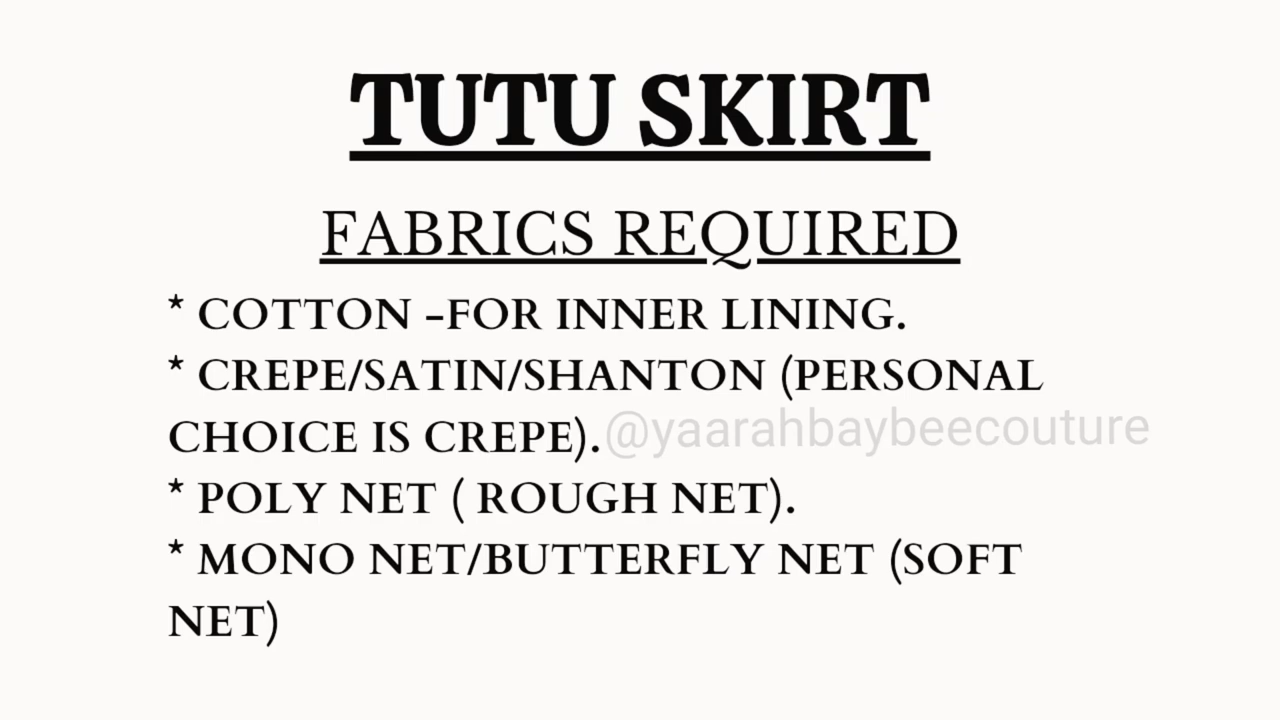 TUTU SKIRT
FABRICS REQUIRED
* COTTON -FOR INNER LINING.
* CREPE/SATIN/SHANTON (PERSONAL
CHOICE IS CREPE).
@yaarahbaybeecouture
* POLY NET ( ROUGH NET).
* MONO NET/BUTTERFLY NET (SOFT
NET)